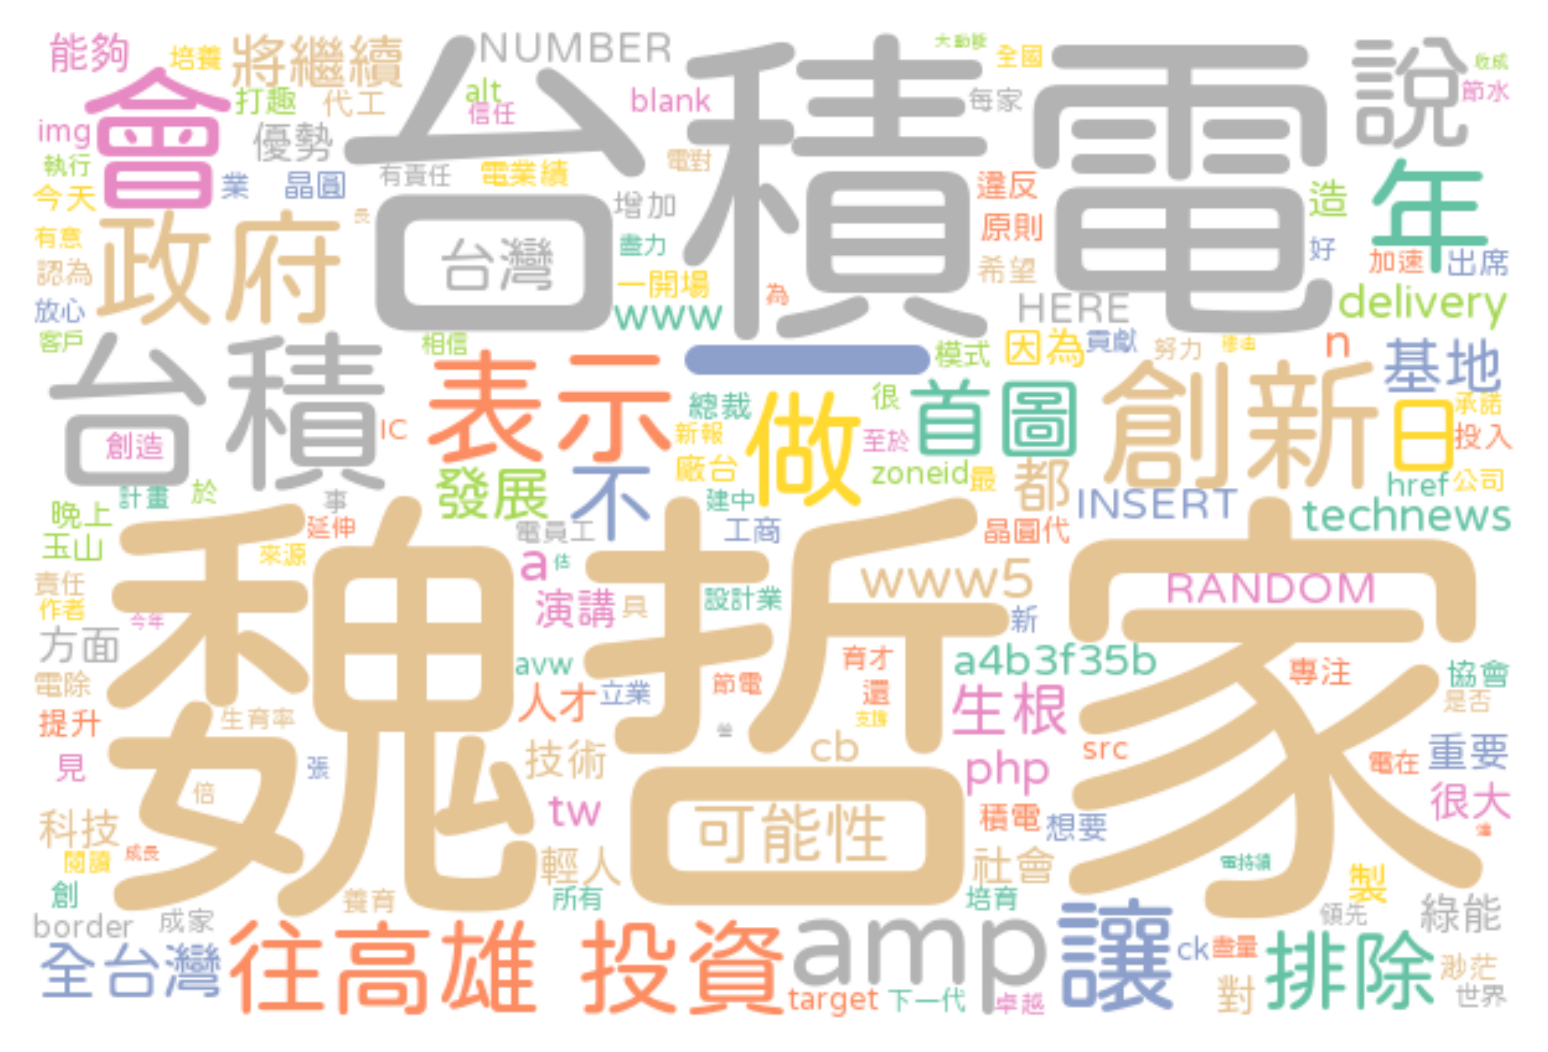 能夠 培養 將繼續 NUMBER 大動脈 全國 收成
台積電 說
會 打趣 代工 alt blank 每家 節水
img 優勢 信任
執行 業 晶圓 有責任 電業績 電對 違反 造 年
今天 增加
政府 長 台灣 盡力 原則 好
有意 加速 出席
認為 一開場 為 希望
放心 www HERE delivery
客戶 台積 相信 一 模式 因為 貢獻 努力 n 基地
表示 做 很 首圖 創新 日 承諾
創造 IC 總裁 新報 至於 投入
發展 不 廠台 zoneid 最 都 href 公司
計畫 於 事 建中 INSERT technews
晚上 延伸 電員工 工商 晶圓代
玉山 來源 魏哲家
責任 a 估 www5 RANDOM
作者 今年 演講 具 設計業 新
方面 avw 育才 a4b3f35b 專注 協會
電除 人才 立業 節電 還 生根 是否
提升 生育率 支撐
見 張 技術 cb php src 電在 重要
倍 tw 可能性 積電 想要 很大
科技
閱讀 成長 輕人 社會 電持續
創 養育 所有 培育 製
border 成家 領先 綠能
全台灣 往高雄 投資 amp 讓 ck 盡量 排除 渺茫
target 下一代 卓越 對 世界